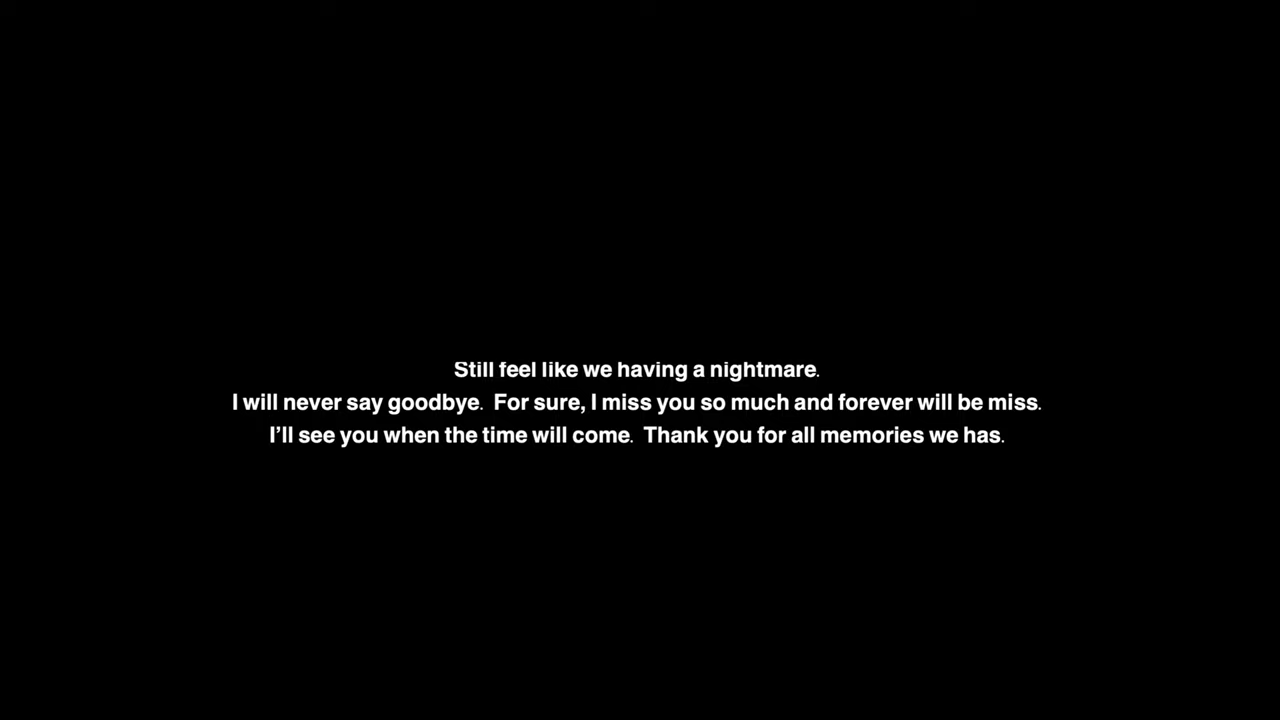 Still feel like we having a nightmare.
I will never say goodbye.  For sure, I miss you so much and forever will be miss.
I’ll see you when the time will come.  Thank you for all memories we has.